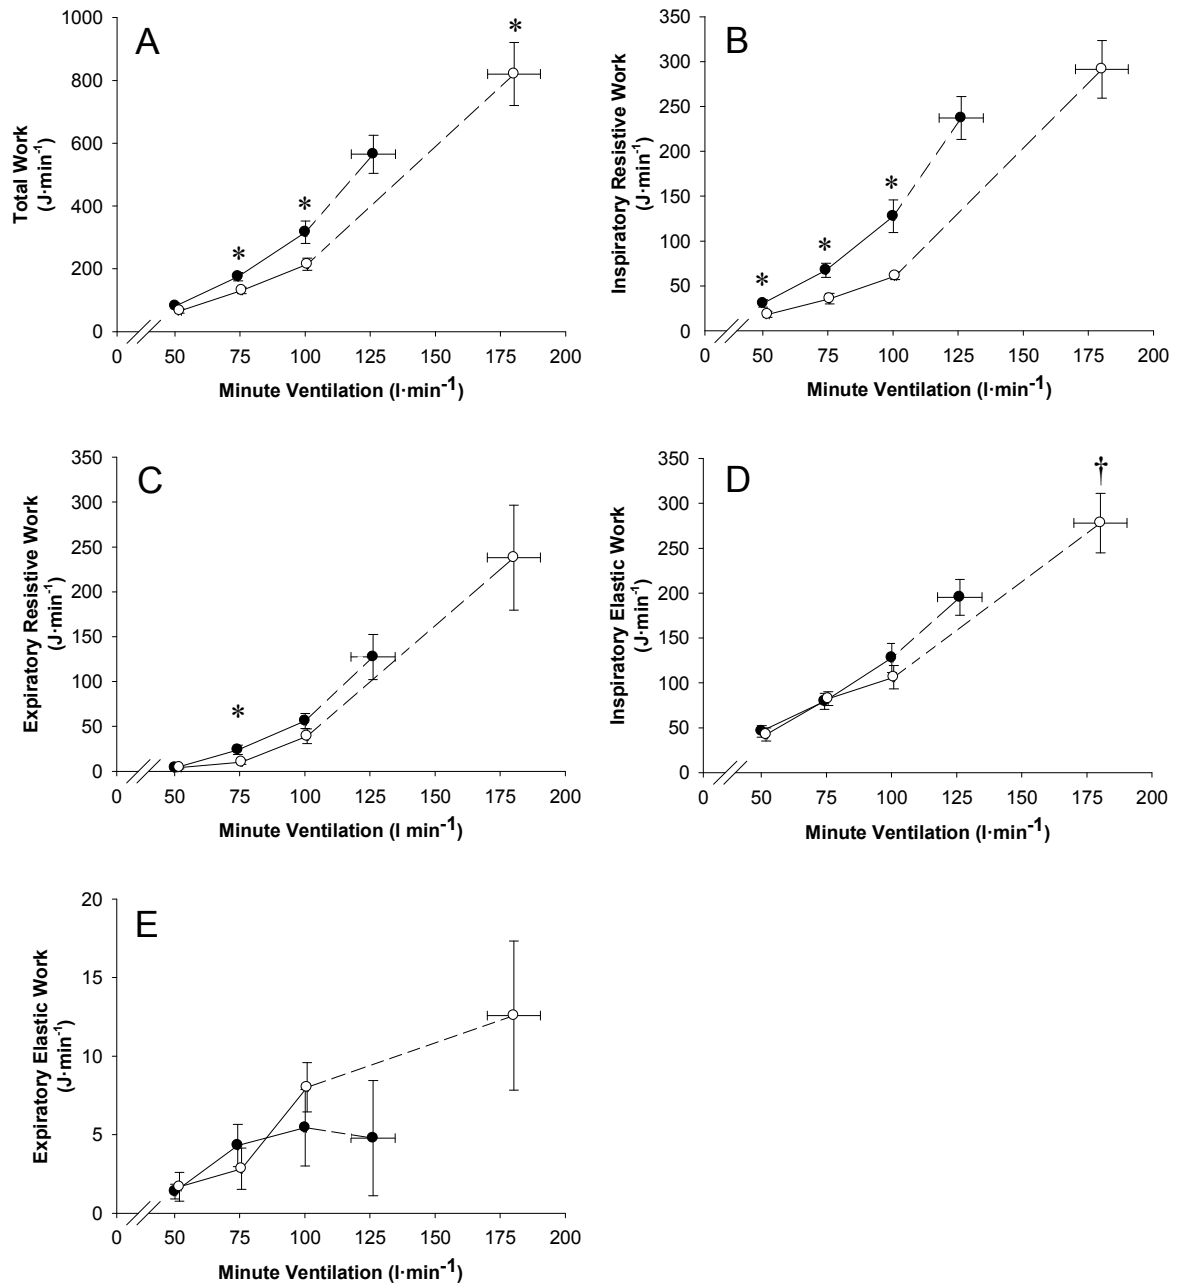 A
*
*
*
1000
800
600
400
200
0
Total Work
(J·min-1)
0 50 75 100 125 150 175 200
Minute Ventilation (l·min-1)
B
*
*
*
350
300
250
200
150
100
50
0
Inspiratory Resistive Work
(J·min-1)
0 50 75 100 125 150 175 200
Minute Ventilation (l·min-1)
C
*
350
300
250
200
150
100
50
0
Expiratory Resistive Work
(J·min-1)
0 50 75 100 125 150 175 200
Minute Ventilation (l min-1)
D
†
350
300
250
200
150
100
50
0
Inspiratory Elastic Work
(J·min-1)
0 50 75 100 125 150 175 200
Minute Ventilation (l·min-1)
E
20
15
10
5
0
Expiratory Elastic Work
(J·min-1)
0 50 75 100 125 150 175 200
Minute Ventilation (l·min-1)